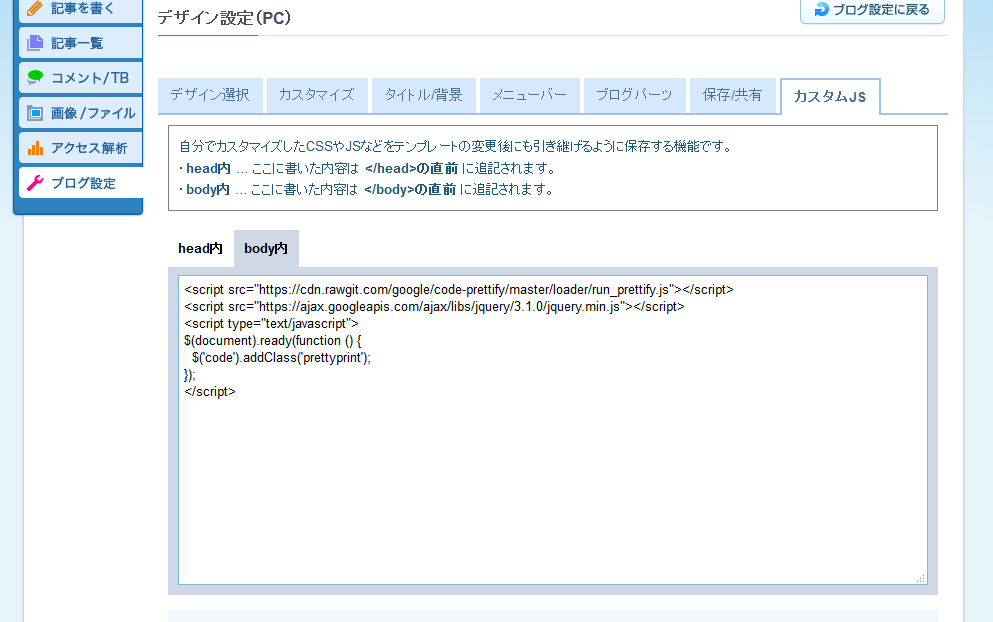 記事を書く
記事一覧
コメント/TB
画像/ファイル
アクセス解析
ブログ設定
デザイン設定(PC)
ブログ設定に戻る
デザイン選択
カスタマイズ
タイトル/背景
メニューバー
ブログパーツ
保存/共有
カスタムJS
自分でカスタマイズしたCSSやJSなどをテンプレートの変更後にも引き継げるように保存する機能です。
・head内 … ここに書いた内容は </head>の直前 に追記されます。
・body内 … ここに書いた内容は </body>の直前 に追記されます。
head内
body内
<script src="https://cdn.rawgit.com/google/code-prettify/master/loader/run_prettify.js"></script>
<script src="https://ajax.googleapis.com/ajax/libs/jquery/3.1.0/jquery.min.js"></script>
<script type="text/javascript">
$(document).ready(function () {
  $('code').addClass('prettyprint');
});
</script>